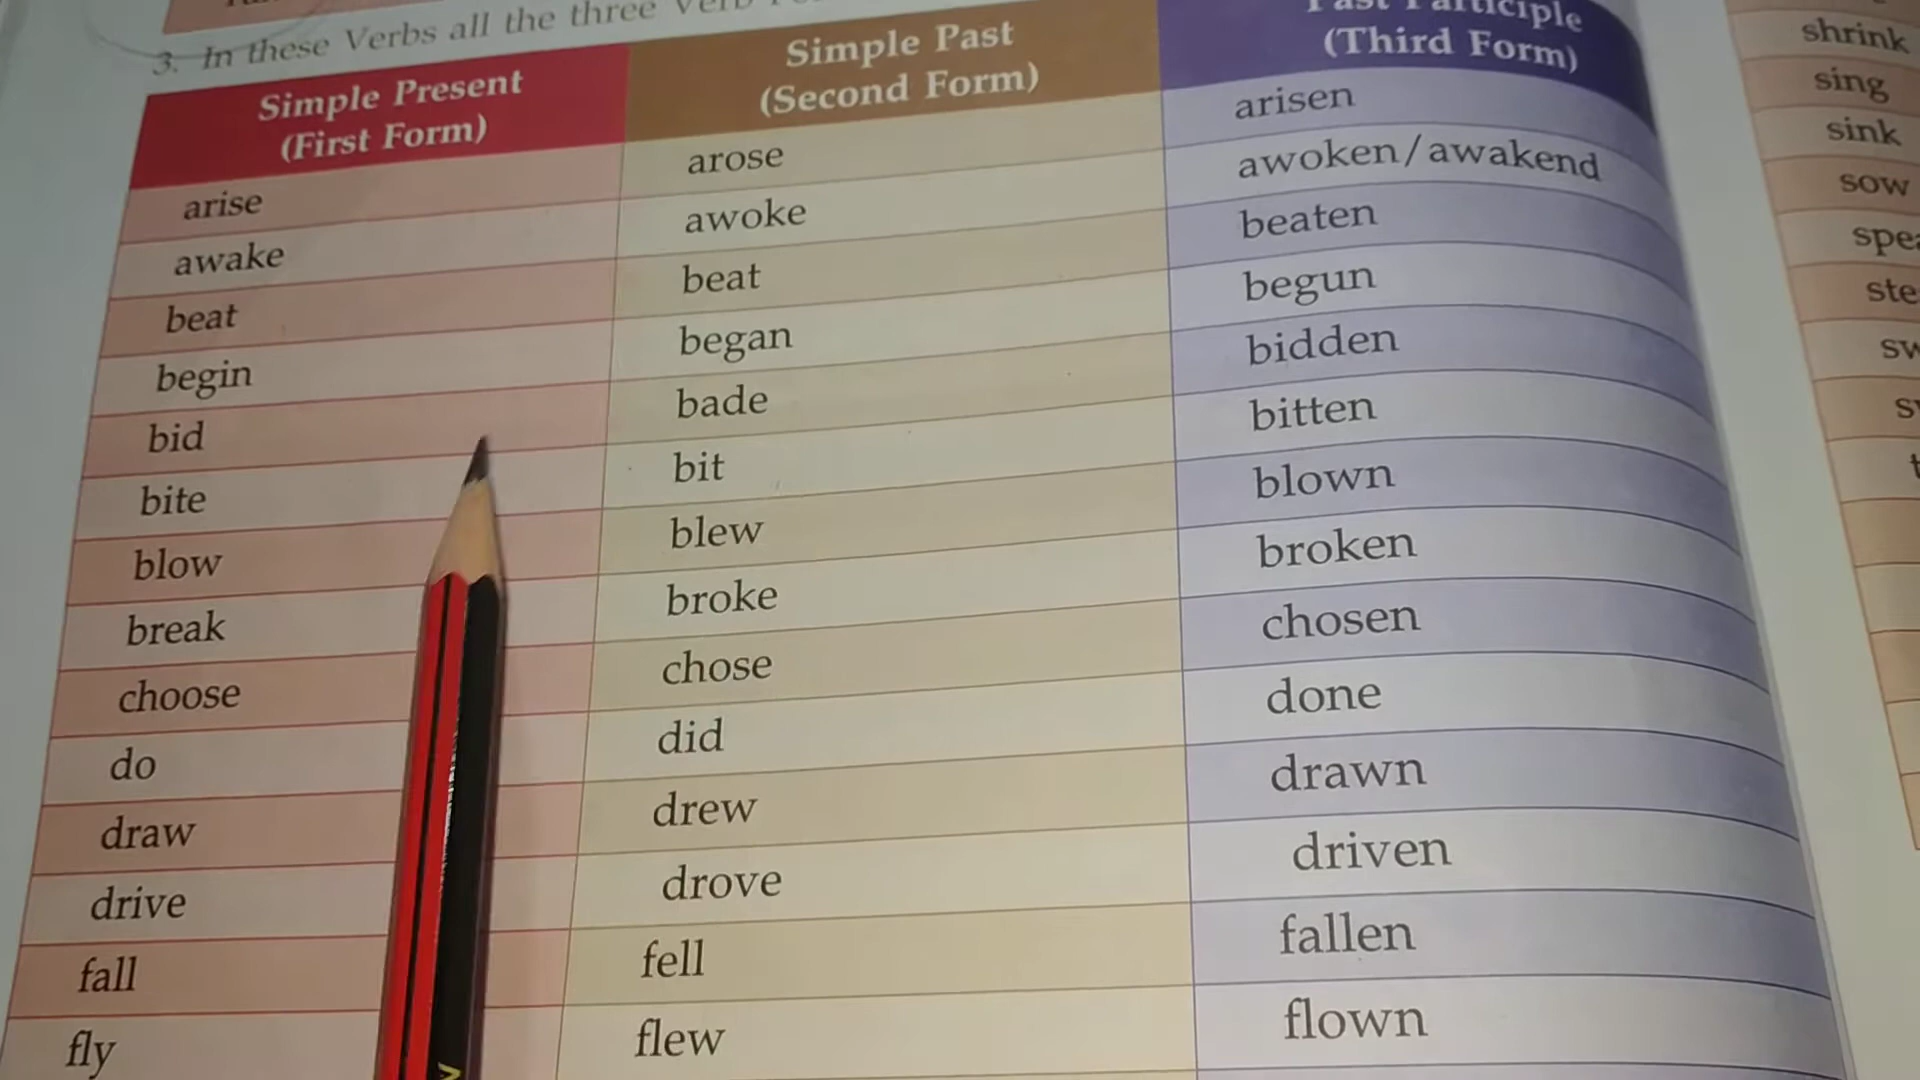 3. In these Verbs all the three Verb
Simple Present
(First Form)
Simple Past
(Second Form)
Past Participle
(Third Form)
arise arose arisen
awake awoke awoken/awakend
beat beat beaten
begin began begun
bid bade bidden
bite bit bitten
blow blew blown
break broke broken
choose chose chosen
do did done
draw drew drawn
drive drove driven
fall fell fallen
fly flew flown
shrink
sing
sink
sow